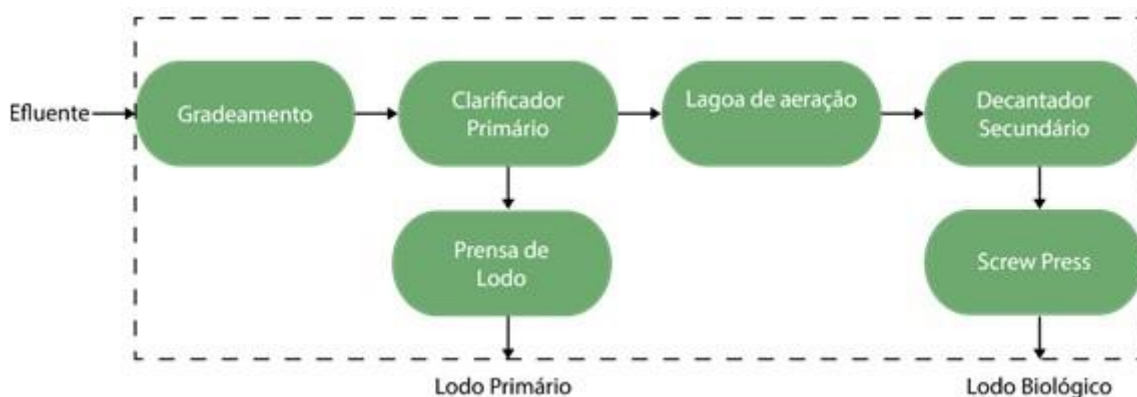 Efluente
Gradeamento
Clarificador
Primário
Lagoa de aeração
Decantador
Secundário
Prensa de
Lodo
Screw Press
Lodo Primário
Lodo Biológico